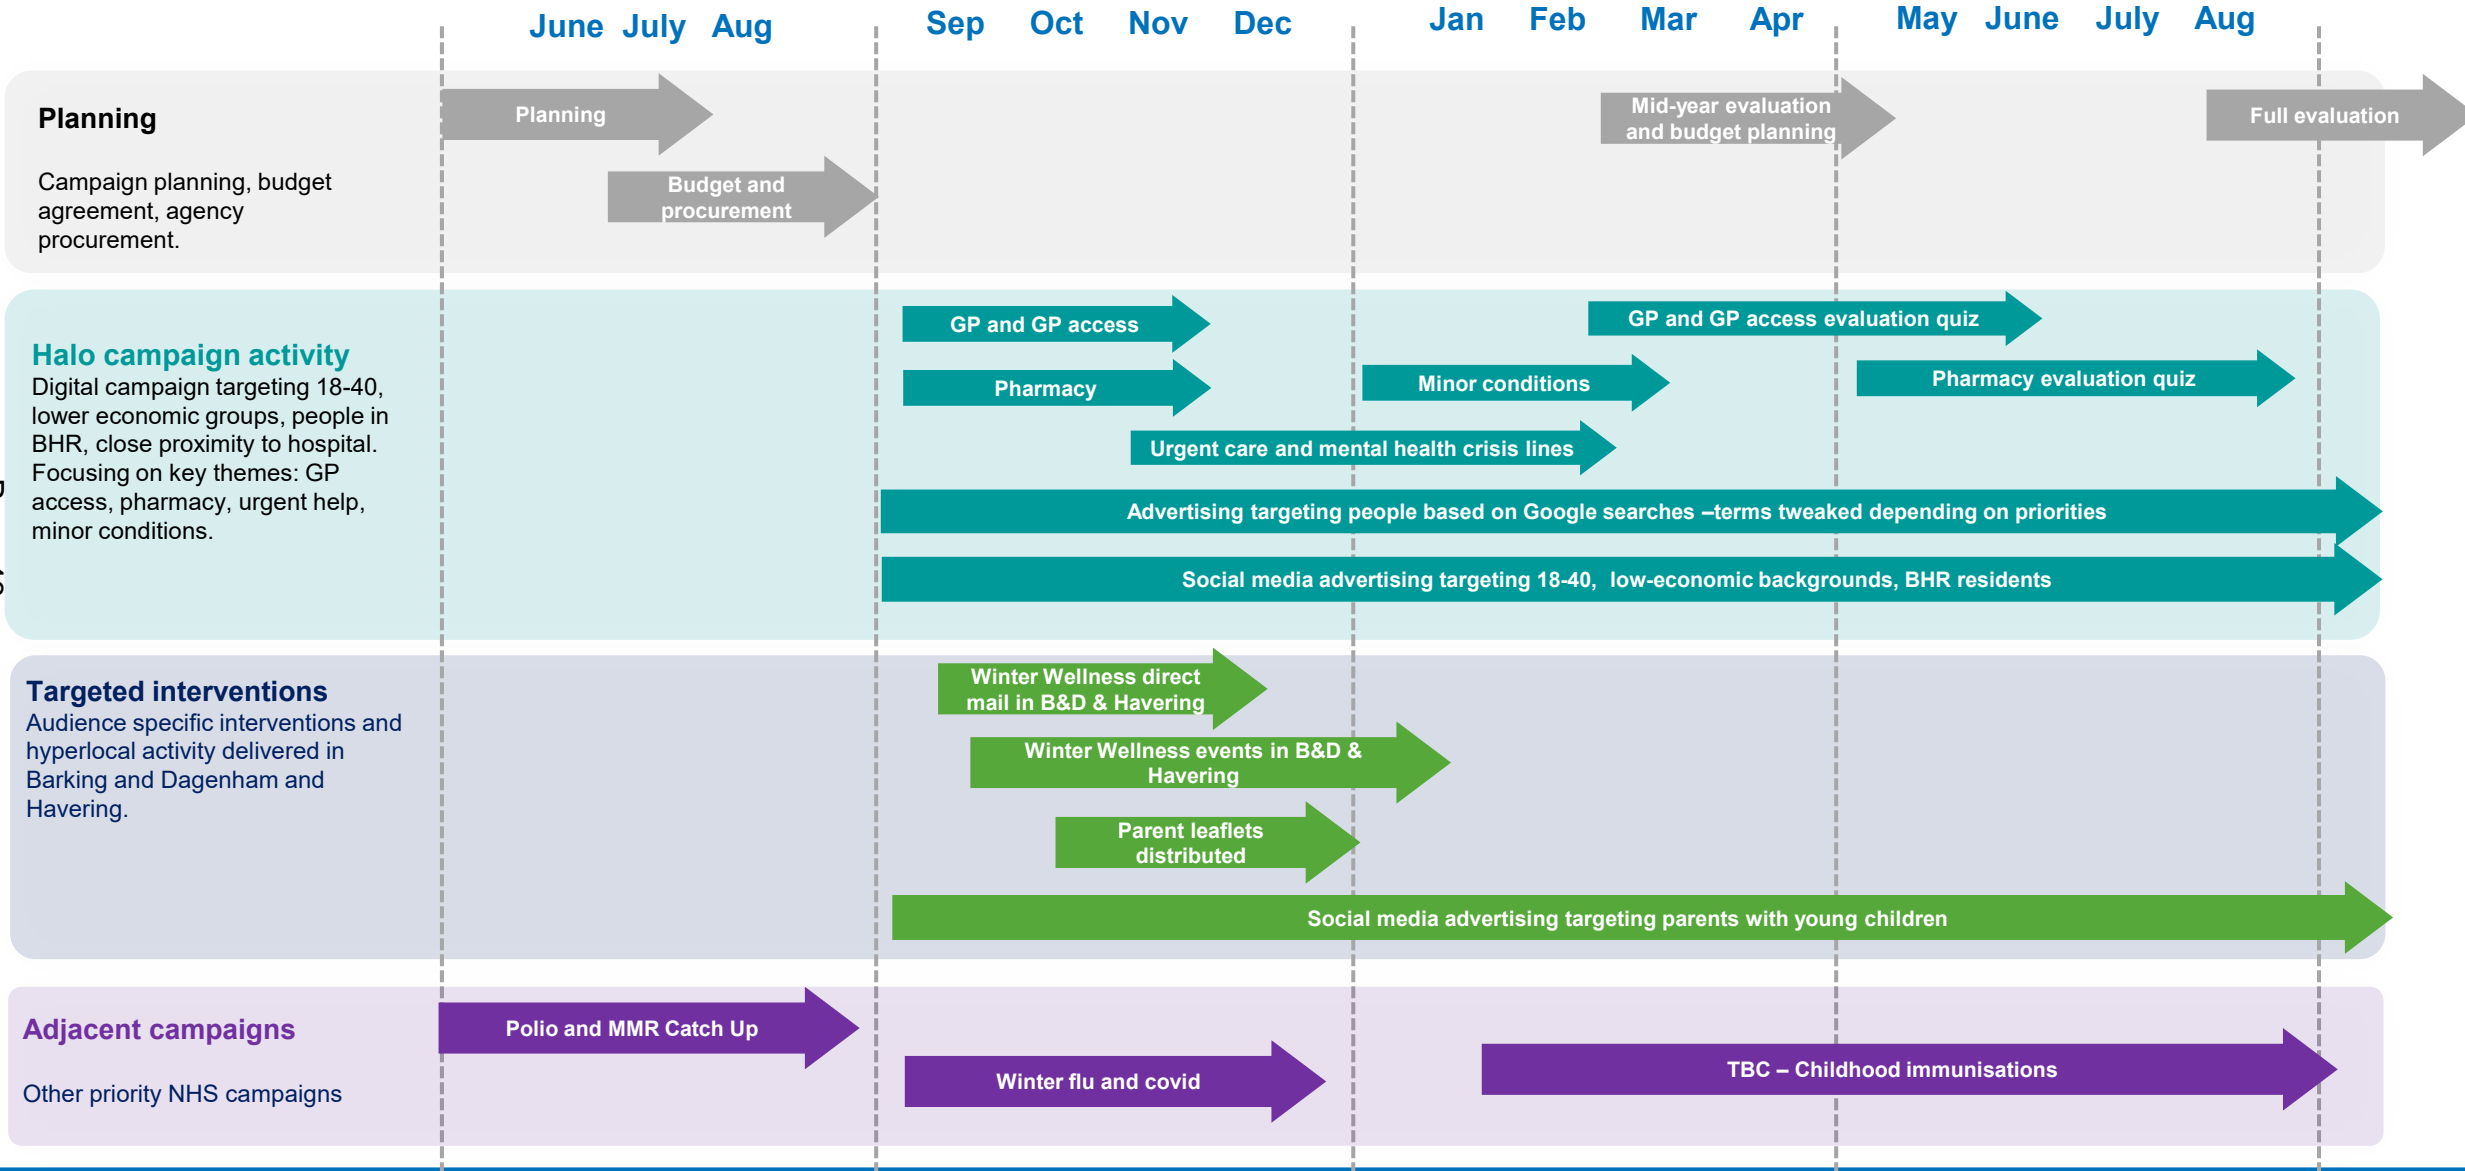 June July Aug Sep Oct Nov Dec Jan Feb Mar Apr May June July Aug
Planning
Campaign planning, budget
agreement, agency
procurement.
Planning
Budget and
procurement
Mid-year evaluation
and budget planning
Full evaluation
Halo campaign activity
Digital campaign targeting 18-40,
lower economic groups, people in
BHR, close proximity to hospital.
Focusing on key themes: GP
access, pharmacy, urgent help,
minor conditions.
GP and GP access
GP and GP access evaluation quiz
Pharmacy
Minor conditions
Pharmacy evaluation quiz
Urgent care and mental health crisis lines
Advertising targeting people based on Google searches –terms tweaked depending on priorities
Social media advertising targeting 18-40, low-economic backgrounds, BHR residents
Targeted interventions
Audience specific interventions and
hyperlocal activity delivered in
Barking and Dagenham and
Havering.
Winter Wellness direct
mail in B&D & Havering
Winter Wellness events in B&D &
Havering
Parent leaflets
distributed
Social media advertising targeting parents with young children
Adjacent campaigns
Other priority NHS campaigns
Polio and MMR Catch Up
Winter flu and covid
TBC – Childhood immunisations